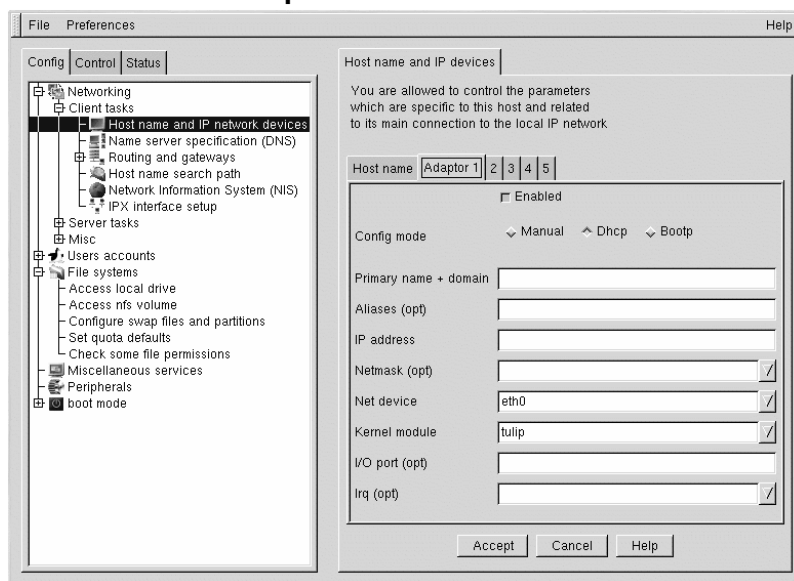 File Preferences Help
Config Control Status
Networking
Client tasks
Host name and IP network devices
Name server specification (DNS)
Routing and gateways
Host name search path
Network Information System (NIS)
IPX interface setup
Server tasks
Misc
Users accounts
File systems
Access local drive
Access nfs volume
Configure swap files and partitions
Set quota defaults
Check some file permissions
Miscellaneous services
Peripherals
boot mode
Host name and IP devices
You are allowed to control the parameters
which are specific to this host and related
to its main connection to the local IP network
Host name Adaptor 1 2 3 4 5
Enabled
Config mode Manual Dhcp Bootp
Primary name + domain
Aliases (opt)
IP address
Netmask (opt)
Net device eth0
Kernel module tulip
I/O port (opt)
Irq (opt)
Accept Cancel Help